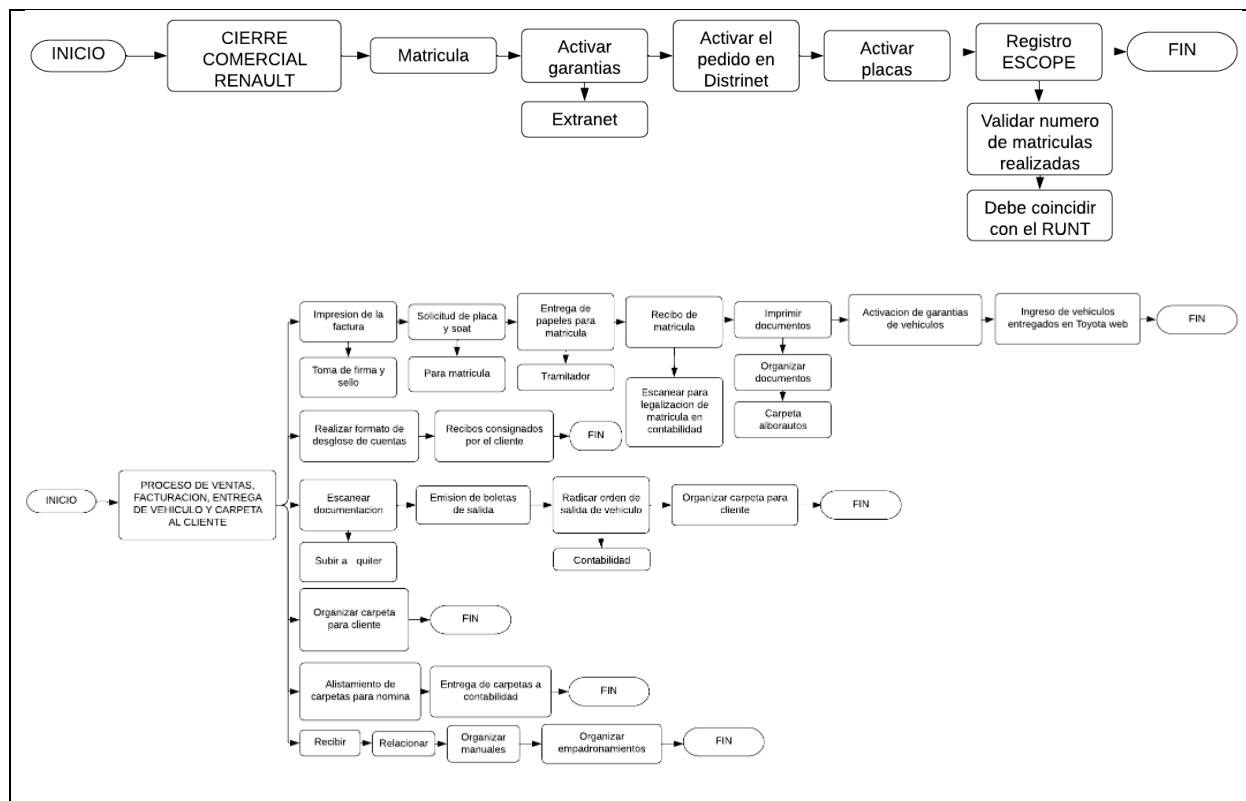 INICIO
CIERRE
COMERCIAL
RENAULT
Matricula
Activar
garantias
Activar el
pedido en
Distrinet
Activar
placas
Registro
ESCOPE
FIN
Extranet
Validar numero
de matriculas
realizadas
Debe coincidir
con el RUNT
INICIO
PROCESO DE VENTAS,
FACTURACION, ENTREGA
DE VEHICULO Y CARPETA
AL CLIENTE
Impresion de la
factura
Solicitud de placa
y soat
Entrega de
papeles para
matricula
Recibo de
matricula
Imprimir
documentos
Activacion de garantias
de vehiculos
Ingreso de vehiculos
entregados en Toyota web
FIN
Toma de firma y
sello
Para matricula
Tramitador
Escanear para
legalizacion de
matricula en
contabilidad
Organizar
documentos
Carpeta
alborautos
Realizar formato de
desglose de cuentas
Recibos consignados
por el cliente
FIN
Escanear
documentacion
Emision de boletas
de salida
Radicar orden de
salida de vehiculo
Organizar carpeta para
cliente
FIN
Subir a quiter
Contabilidad
Organizar carpeta
para cliente
FIN
Alistamiento de
carpetas para nomina
Entrega de carpetas a
contabilidad
FIN
Recibir
Relacionar
Organizar
manuales
Organizar
empadronamientos
FIN